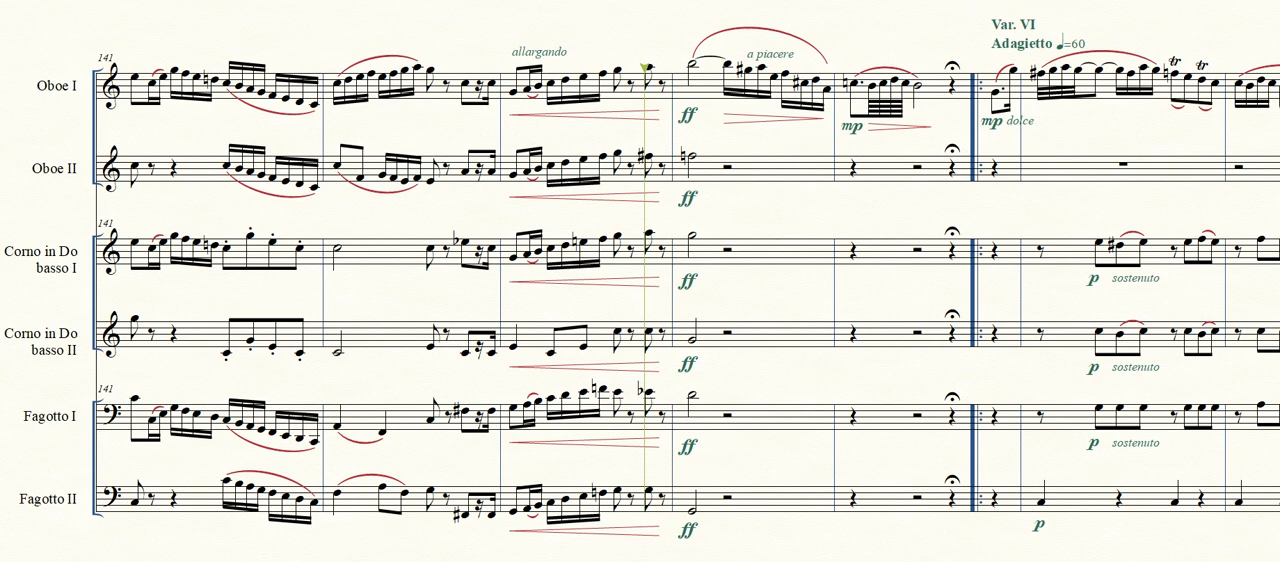 Var. VI
Adagietto ♩=60
141
allargando
a piacere
Oboe I
ff
mp
mp dolce
tr
tr
Oboe II
ff
141
Corno in Do
basso I
ff
p sostenuto
Corno in Do
basso II
ff
p sostenuto
141
Fagotto I
ff
p sostenuto
Fagotto II
ff
p